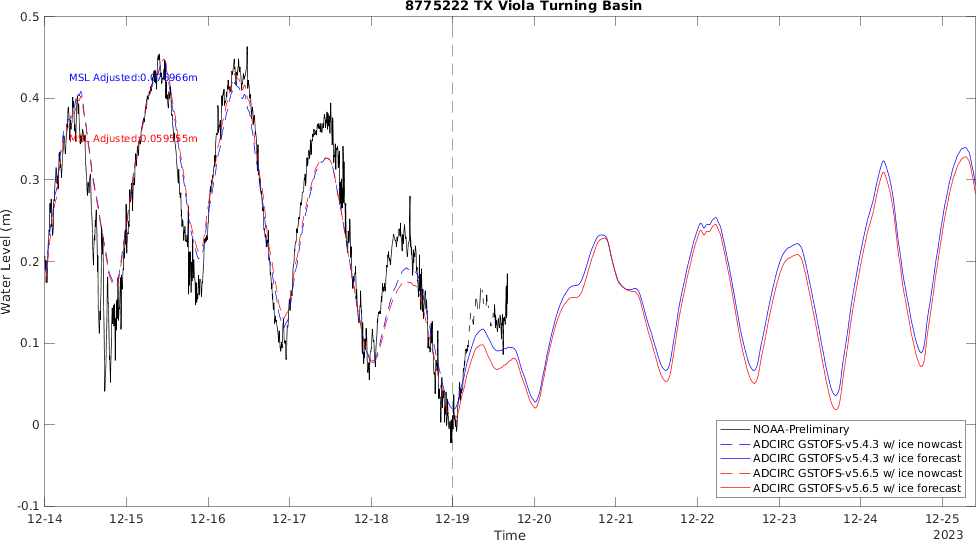 8775222 TX Viola Turning Basin
0.5
0.4
0.3
0.2
0.1
0
-0.1
Water Level (m)
MSL Adjusted:0.0 966m
Adjusted:0.059 5m
12-14 12-15 12-16 12-17 12-18 12-19 12-20 12-21 12-22 12-23 12-24 12-25
Time
2023
NOAA-Preliminary
ADCIRC GSTOFS-v5.4.3 w/ ice nowcast
ADCIRC GSTOFS-v5.4.3 w/ ice forecast
ADCIRC GSTOFS-v5.6.5 w/ ice nowcast
ADCIRC GSTOFS-v5.6.5 w/ ice forecast